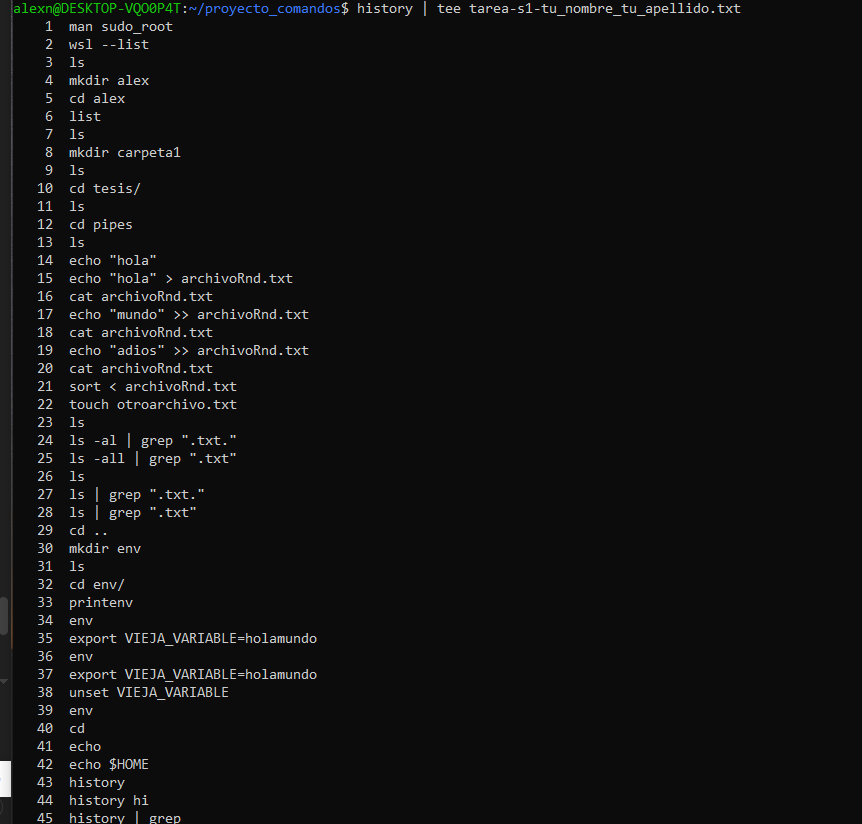 alexn@DESKTOP-VQO0P4T:~/proyecto_comandos$ history | tee tarea-s1-tu_nombre_tu_apellido.txt
1 man sudo_root
2 wsl --list
3 ls
4 mkdir alex
5 cd alex
6 list
7 ls
8 mkdir carpeta1
9 ls
10 cd tesis/
11 ls
12 cd pipes
13 ls
14 echo "hola"
15 echo "hola" > archivoRnd.txt
16 cat archivoRnd.txt
17 echo "mundo" >> archivoRnd.txt
18 cat archivoRnd.txt
19 echo "adios" >> archivoRnd.txt
20 cat archivoRnd.txt
21 sort < archivoRnd.txt
22 touch otroarchivo.txt
23 ls
24 ls -al | grep ".txt."
25 ls -all | grep ".txt"
26 ls
27 ls | grep ".txt."
28 ls | grep ".txt"
29 cd ..
30 mkdir env
31 ls
32 cd env/
33 printenv
34 env
35 export VIEJA_VARIABLE=holamundo
36 env
37 export VIEJA_VARIABLE=holamundo
38 unset VIEJA_VARIABLE
39 env
40 cd
41 echo
42 echo $HOME
43 history
44 history hi
45 history | grep